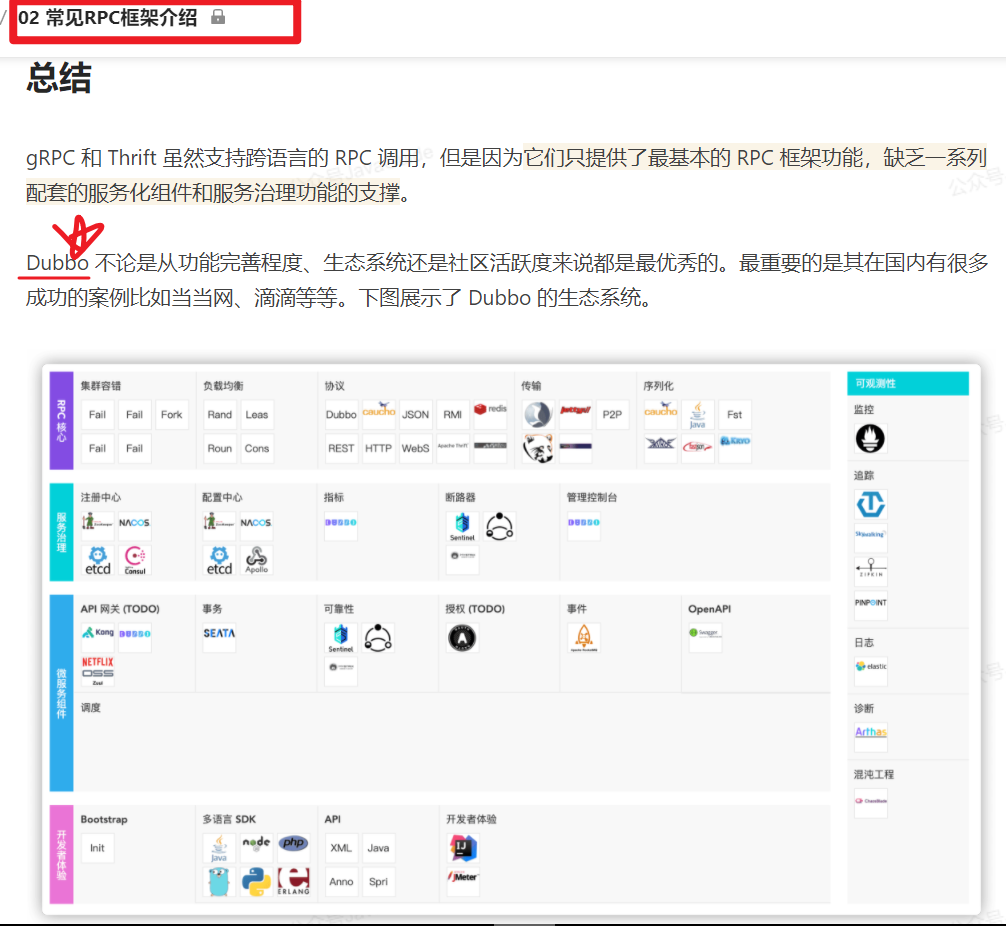 / 02 常见RPC框架介绍
总结
gRPC 和 Thrift 虽然支持跨语言的 RPC 调用，但是因为它们只提供了最基本的 RPC 框架功能，缺乏一系列
配套的服务化组件和服务治理功能的支撑。
Dubbo 不论是从功能完善程度、生态系统还是社区活跃度来说都是最优秀的。最重要的是其在国内有很多
成功的案例比如当当网、滴滴等等。下图展示了 Dubbo 的生态系统。
RPC 核心
集群容错
Fail Fail Fork
Fail Fail
负载均衡
Rand Leas
Roun Cons
协议
Dubbo caucho JSON RMI redis
REST HTTP WebS Apache Thrift
传输
Jetty P2P
序列化
caucho Java Fst
Kryo
服务治理
注册中心
NACOS.
etcd Consul
配置中心
NACOS.
etcd Apollo
指标
DUBBO
断路器
Sentinel
管理控制台
DUBBO
微服务组件
API 网关 (TODO)
Kong DUBBO
NETFLIX
OSS
Zuul
事务
SEATA
可靠性
Sentinel
授权 (TODO)
事件
OpenAPI
Swagger
调度
开发者体验
Bootstrap
Init
多语言 SDK
Java node php
ERLANG
API
XML Java
Anno Spri
开发者体验
IJ
JMeter
可观测性
监控
追踪
Skywalking
ZIPKIN
PINPOINT
日志
elastic
诊断
Arthas
混沌工程
ChaosBlade
公众号